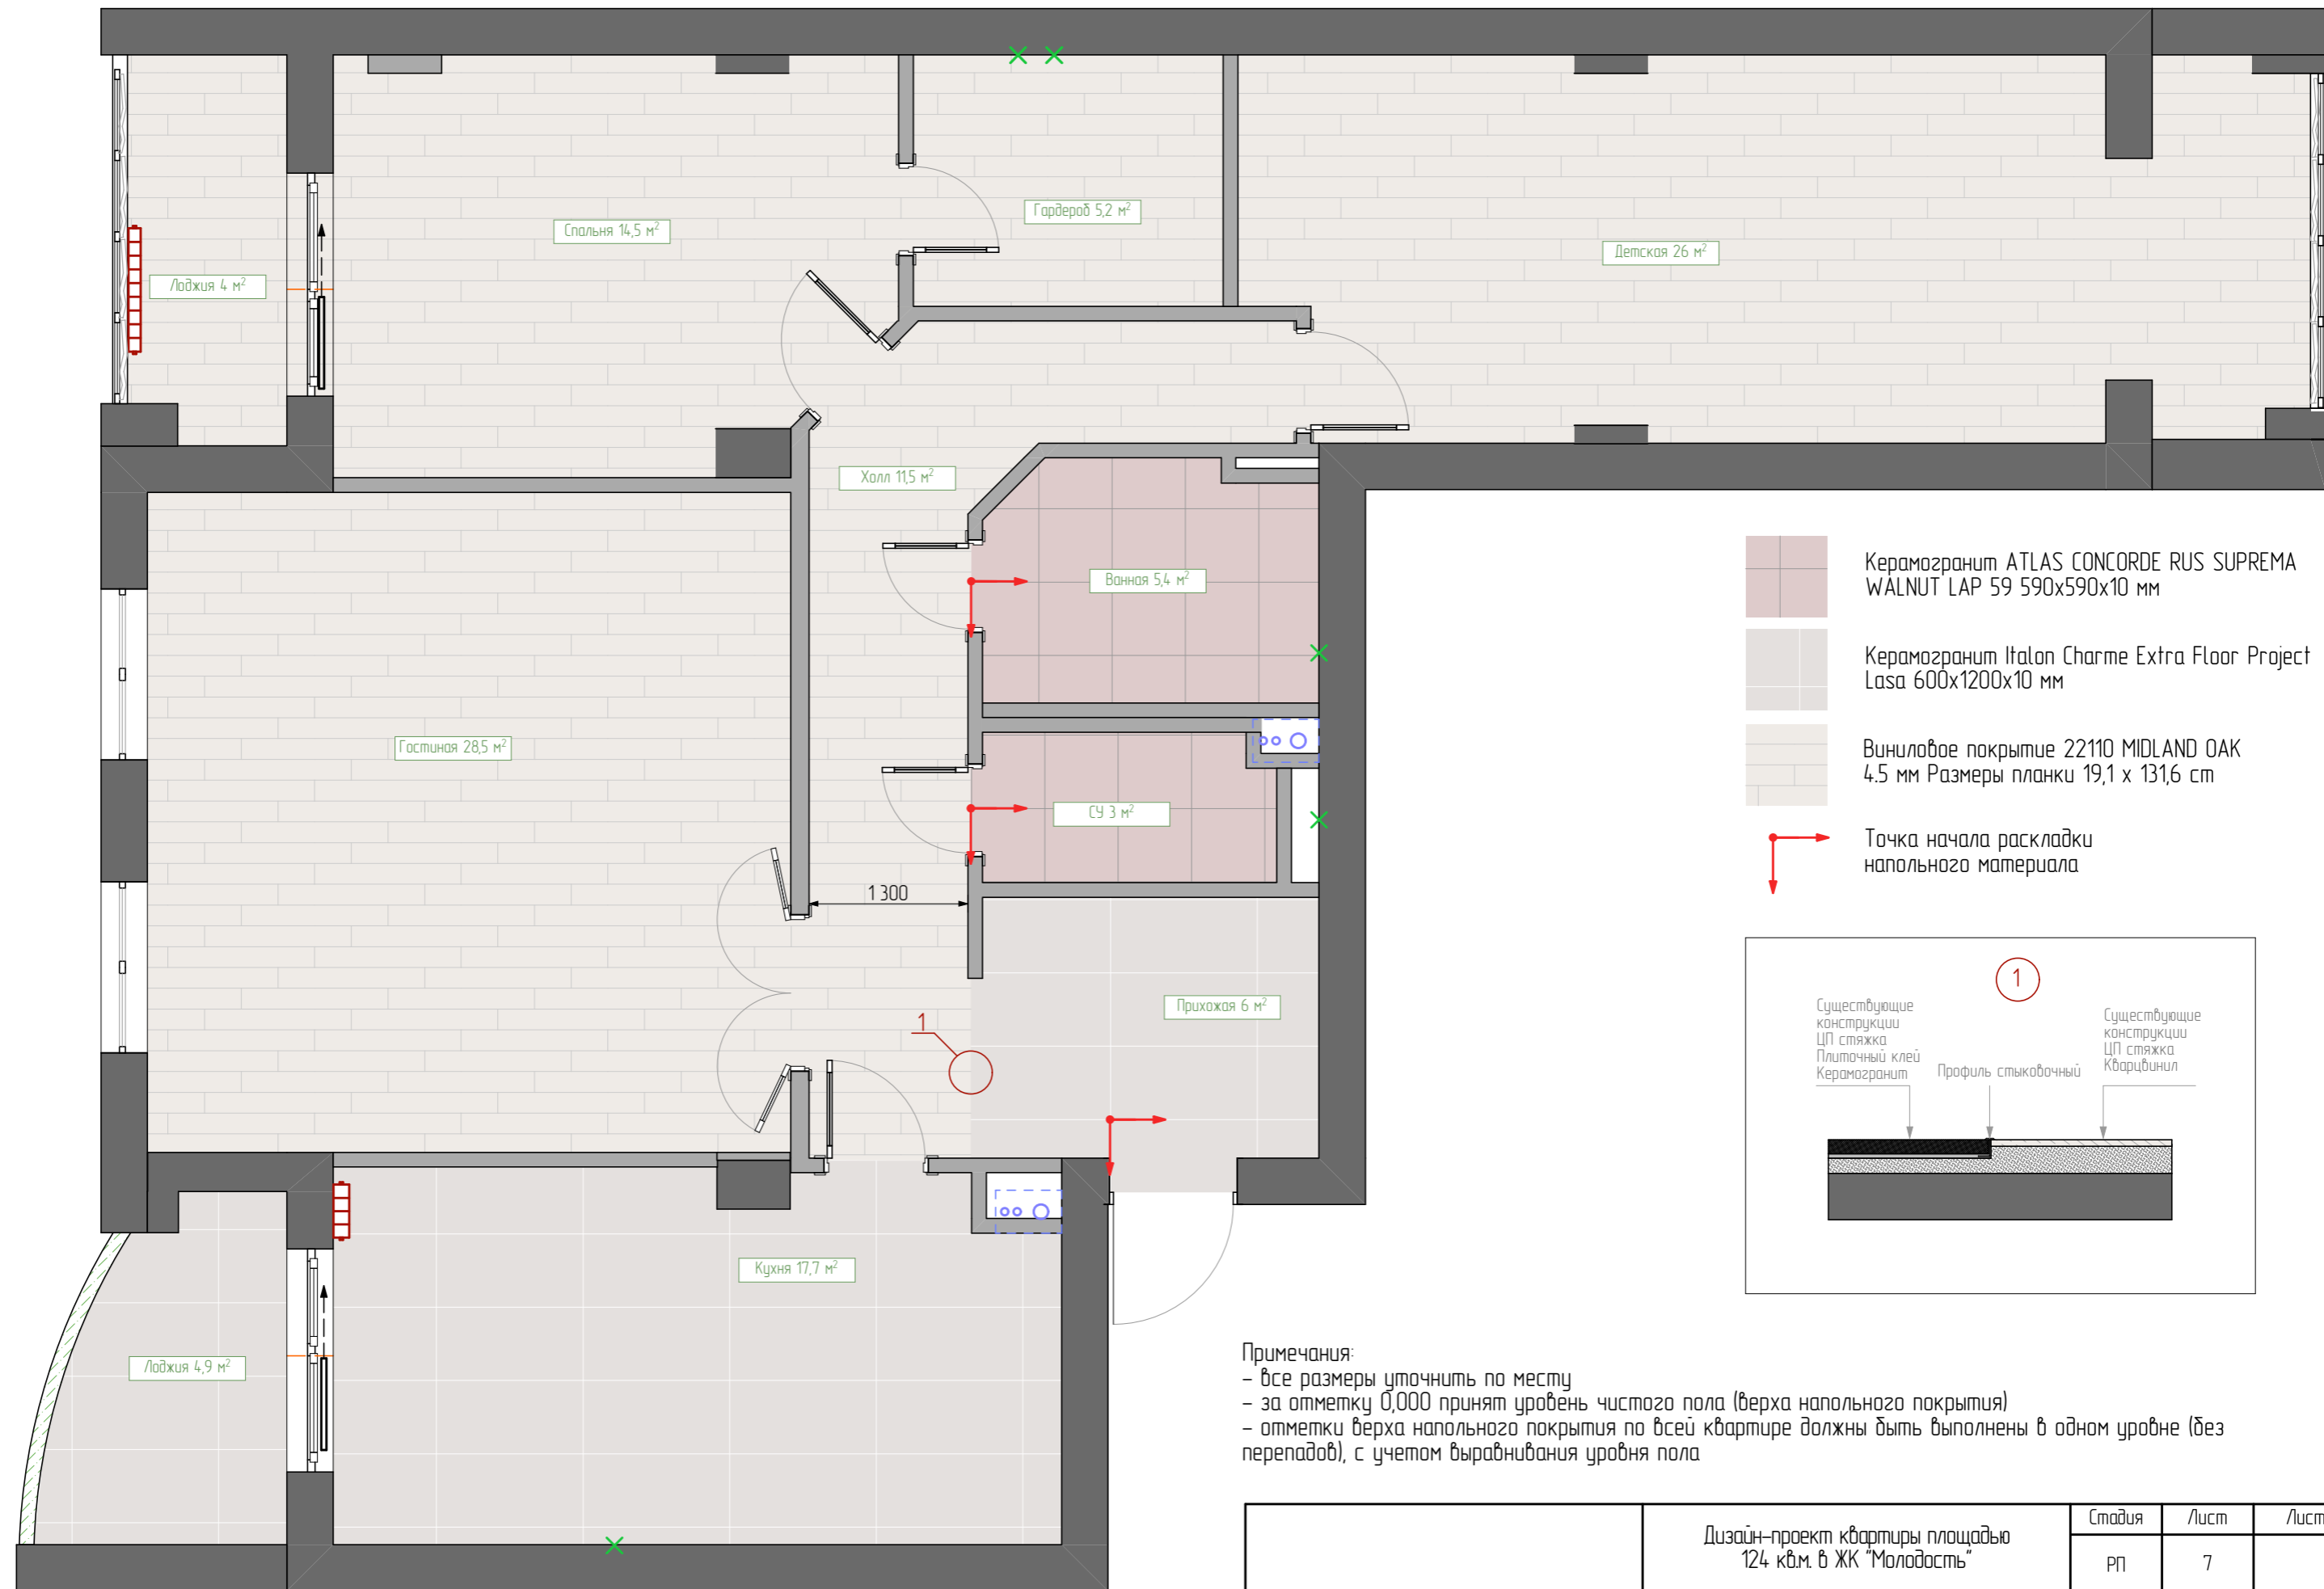 Спальня 14,5 м²
Гардероб 5,2 м²
Детская 26 м²
Лоджия 4 м²
Холл 11,5 м²
Ванная 5,4 м²
Гостиная 28,5 м²
СУ 3 м²
1 300
Прихожая 6 м²
1
Кухня 17,7 м²
Лоджия 4,9 м²
Керамогранит ATLAS CONCORDE RUS SUPREMA
WALNUT LAP 59 590x590x10 мм
Керамогранит Italon Charme Extra Floor Project
Lasa 600x1200x10 мм
Виниловое покрытие 22110 MIDLAND OAK
4.5 мм Размеры планки 19,1 x 131,6 cm
Точка начала раскладки
напольного материала
1
Существующие
конструкции
ЦП стяжка
Плиточный клей
Керамогранит
Профиль стыковочный
Существующие
конструкции
ЦП стяжка
Кварцвинил
Примечания:
- все размеры уточнить по месту
- за отметку 0,000 принят уровень чистого пола (верха напольного покрытия)
- отметки верха напольного покрытия по всей квартире должны быть выполнены в одном уровне (без
перепадов), с учетом выравнивания уровня пола
Дизайн-проект квартиры площадью
124 кв.м. в ЖК "Молодость"
Стадия Лист Лист
РП 7